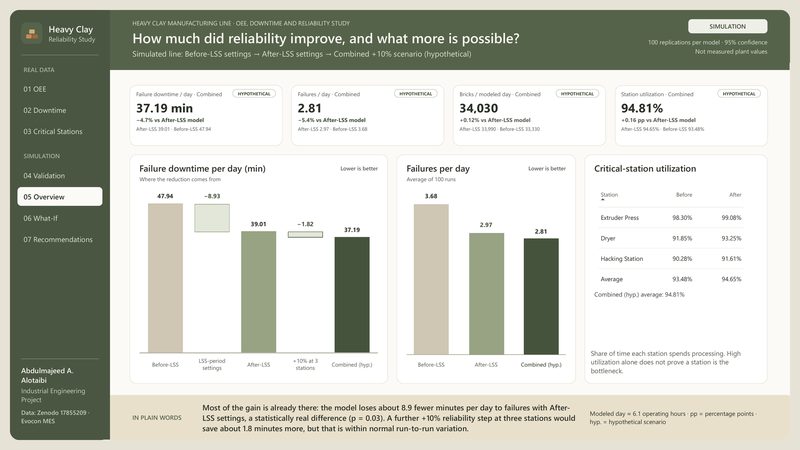 Heavy Clay
Reliability Study
REAL DATA
01 OEE
02 Downtime
03 Critical Stations
SIMULATION
04 Validation
05 Overview
06 What-If
07 Recommendations
Abdulmajeed A.
Alotaibi
Industrial Engineering
Project
Data: Zenodo 17855209 ·
Evocon MES
HEAVY CLAY MANUFACTURING LINE · OEE, DOWNTIME AND RELIABILITY STUDY
How much did reliability improve, and what more is possible?
Simulated line: Before-LSS settings → After-LSS settings → Combined +10% scenario (hypothetical)
SIMULATION
100 replications per model · 95% confidence
Not measured plant values
Failure downtime / day · Combined
HYPOTHETICAL
37.19 min
−4.7% vs After-LSS model
After-LSS 39.01 · Before-LSS 47.94
Failures / day · Combined
HYPOTHETICAL
2.81
−5.4% vs After-LSS model
After-LSS 2.97 · Before-LSS 3.68
Bricks / modeled day · Combined
HYPOTHETICAL
34,030
+0.12% vs After-LSS model
After-LSS 33,990 · Before-LSS 33,330
Station utilization · Combined
HYPOTHETICAL
94.81%
+0.16 pp vs After-LSS model
After-LSS 94.65% · Before-LSS 93.48%
Failure downtime per day (min)
Lower is better
Where the reduction comes from
47.94
−8.93
39.01
−1.82
37.19
Before-LSS
LSS-period
settings
After-LSS
+10% at 3
stations
Combined (hyp.)
Failures per day
Lower is better
Average of 100 runs
3.68
2.97
2.81
Before-LSS
After-LSS
Combined (hyp.)
Critical-station utilization
Station Before After
Extruder Press 98.30% 99.08%
Dryer 91.85% 93.25%
Hacking Station 90.28% 91.61%
Average 93.48% 94.65%
Combined (hyp.) average: 94.81%
Share of time each station spends processing. High
utilization alone does not prove a station is the
bottleneck.
IN PLAIN WORDS
Most of the gain is already there: the model loses about 8.9 fewer minutes per day to failures with After-
LSS settings, a statistically real difference (p = 0.03). A further +10% reliability step at three stations would
save about 1.8 minutes more, but that is within normal run-to-run variation.
Modeled day = 6.1 operating hours · pp = percentage points ·
hyp. = hypothetical scenario